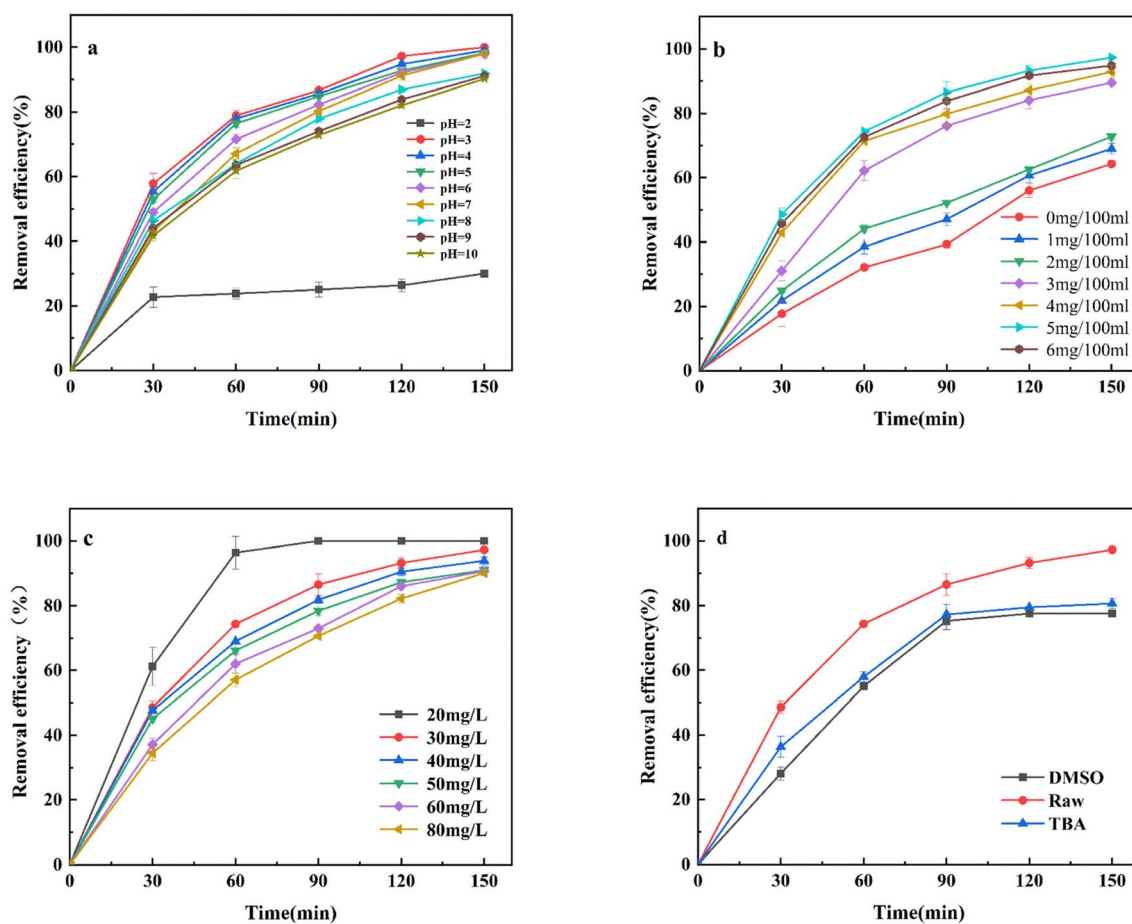 a
Removal efficiency(%)
100
80
60
40
20
0
pH=2
pH=3
pH=4
pH=5
pH=6
pH=7
pH=8
pH=9
pH=10
0 30 60 90 120 150
Time(min)
b
Removal efficiency(%)
100
80
60
40
20
0
0mg/100ml
1mg/100ml
2mg/100ml
3mg/100ml
4mg/100ml
5mg/100ml
6mg/100ml
0 30 60 90 120 150
Time(min)
c
Removal efficiency（%）
100
80
60
40
20
0
20mg/L
30mg/L
40mg/L
50mg/L
60mg/L
80mg/L
0 30 60 90 120 150
Time(min)
d
Removal efficiency(%)
100
80
60
40
20
0
DMSO
Raw
TBA
0 30 60 90 120 150
Time(min)